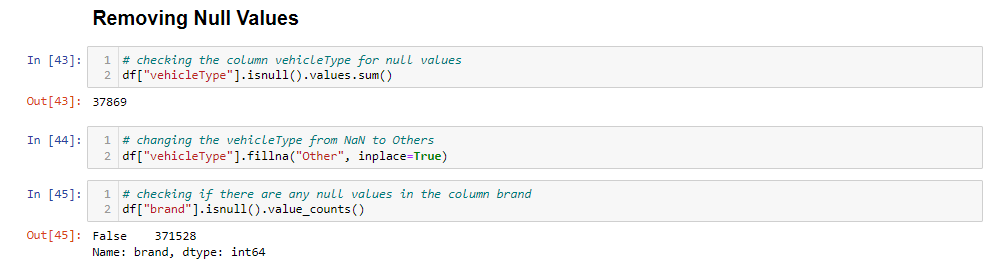 Removing Null Values
In [43]:
1 # checking the column vehicleType for null values
2 df["vehicleType"].isnull().values.sum()
Out[43]: 37869
In [44]:
1 # changing the vehicleType from NaN to Others
2 df["vehicleType"].fillna("Other", inplace=True)
In [45]:
1 # checking if there are any null values in the column brand
2 df["brand"].isnull().value_counts()
Out[45]: False    371528
Name: brand, dtype: int64